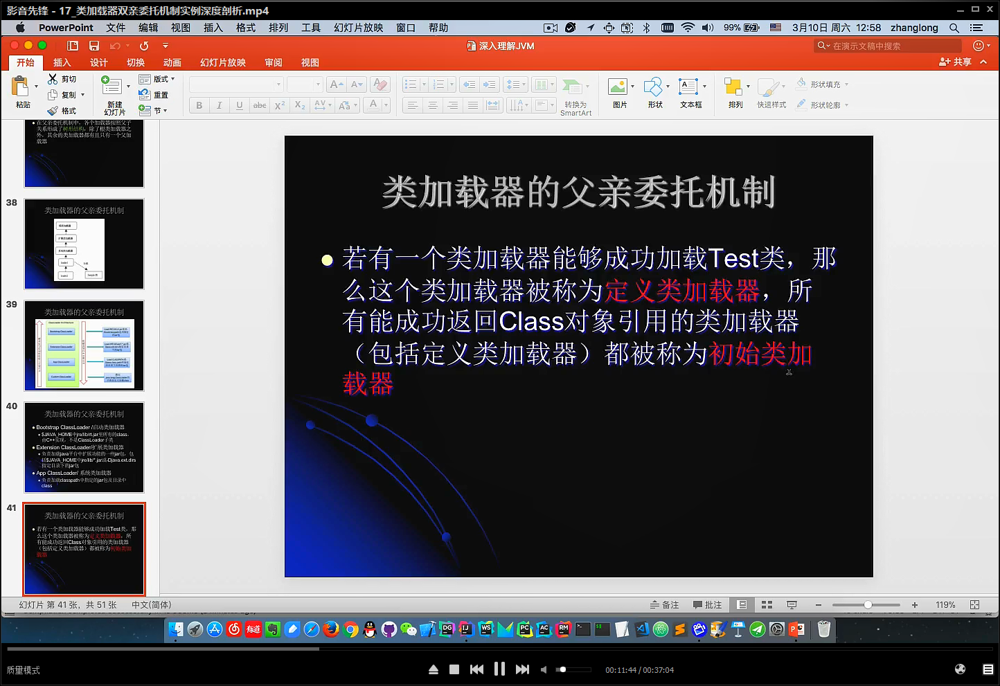 影音先锋 - 17_类加载器双亲委托机制实例深度剖析.mp4
PowerPoint 文件 编辑 视图 插入 格式 排列 工具 幻灯片放映 窗口 帮助
99% 3月10日 周六 12:58 zhanglong
深入理解JVM
在演示文稿中搜索
开始 插入 设计 切换 动画 幻灯片放映 审阅 视图
共享
粘贴
剪切
复制
格式
新建
幻灯片
版式
重置
节
转换为
SmartArt
图片
形状
文本框
排列
快速样式
形状填充
形状轮廓
在父亲委托机制中，各个加载器按照父子
关系形成了树形结构，除了根类加载器之
外，其余的类加载器都有且只有一个父加
载器
38
类加载器的父亲委托机制
39
类加载器的父亲委托机制
40
类加载器的父亲委托机制
Bootstrap ClassLoader /启动类加载器
$JAVA_HOME中jre/lib/rt.jar里所有的class，
由C++实现，不是ClassLoader子类
Extension ClassLoader/扩展类加载器
负责加载java平台中扩展功能的一些jar包，包
括$JAVA_HOME中jre/lib/*.jar或-Djava.ext.dirs
指定目录下的jar包
App ClassLoader/ 系统类加载器
负责加载classpath中指定的jar包及目录中
class
41
类加载器的父亲委托机制
若有一个类加载器能够成功加载Test类，那
么这个类加载器被称为定义类加载器，所
有能成功返回Class对象引用的类加载器
（包括定义类加载器）都被称为初始类加
载器
类加载器的父亲委托机制
若有一个类加载器能够成功加载Test类，那
么这个类加载器被称为定义类加载器，所
有能成功返回Class对象引用的类加载器
（包括定义类加载器）都被称为初始类加
载器
幻灯片 第 41 张，共 51 张 中文(简体)
备注 批注 119%
有道 DG IJ WS PC AC RM
质量模式
00:11:44 / 00:37:04